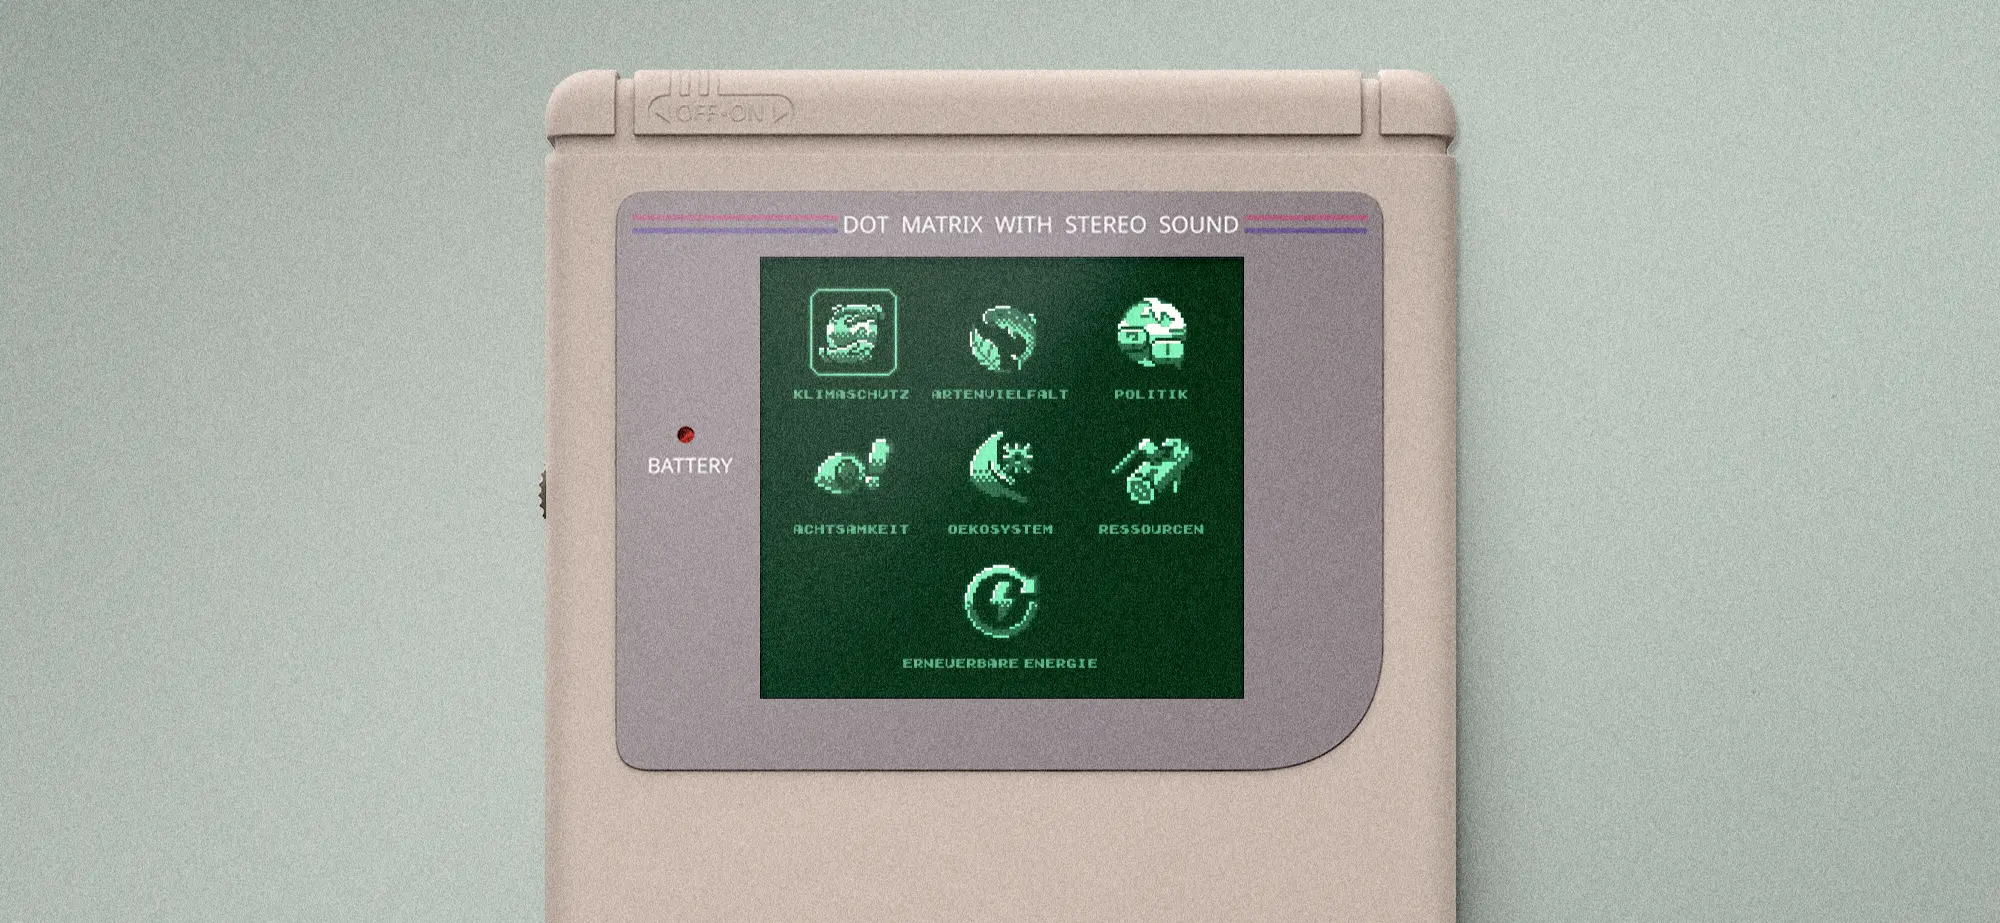 OFF•ON
DOT MATRIX WITH STEREO SOUND
KLIMASCHUTZ
ARTENVIELFALT
POLITIK
BATTERY
ACHTSAMKEIT
OEKOSYSTEM
RESSOURCEN
ERNEUERBARE ENERGIE